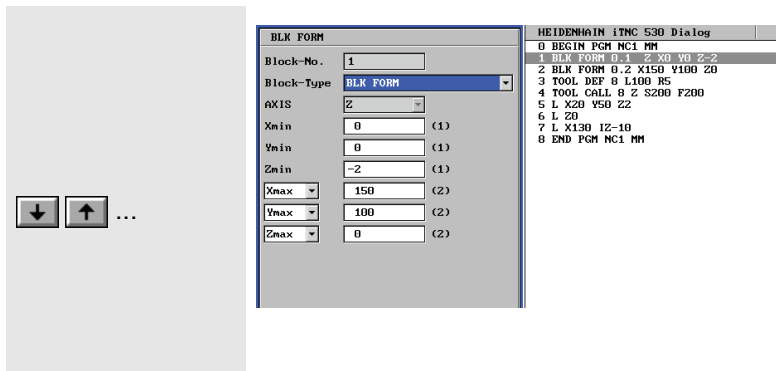 ...
BLK FORM
Block-No. 1
Block-Type BLK FORM
AXIS Z
Xmin 0 (1)
Ymin 0 (1)
Zmin -2 (1)
Xmax 150 (2)
Ymax 100 (2)
Zmax 0 (2)
HEIDENHAIN iTNC 530 Dialog
0 BEGIN PGM NC1 MM
1 BLK FORM 0.1 Z X0 Y0 Z-2
2 BLK FORM 0.2 X150 Y100 Z0
3 TOOL DEF 8 L100 R5
4 TOOL CALL 8 Z S200 F200
5 L X20 Y50 Z2
6 L Z0
7 L X130 IZ-10
8 END PGM NC1 MM